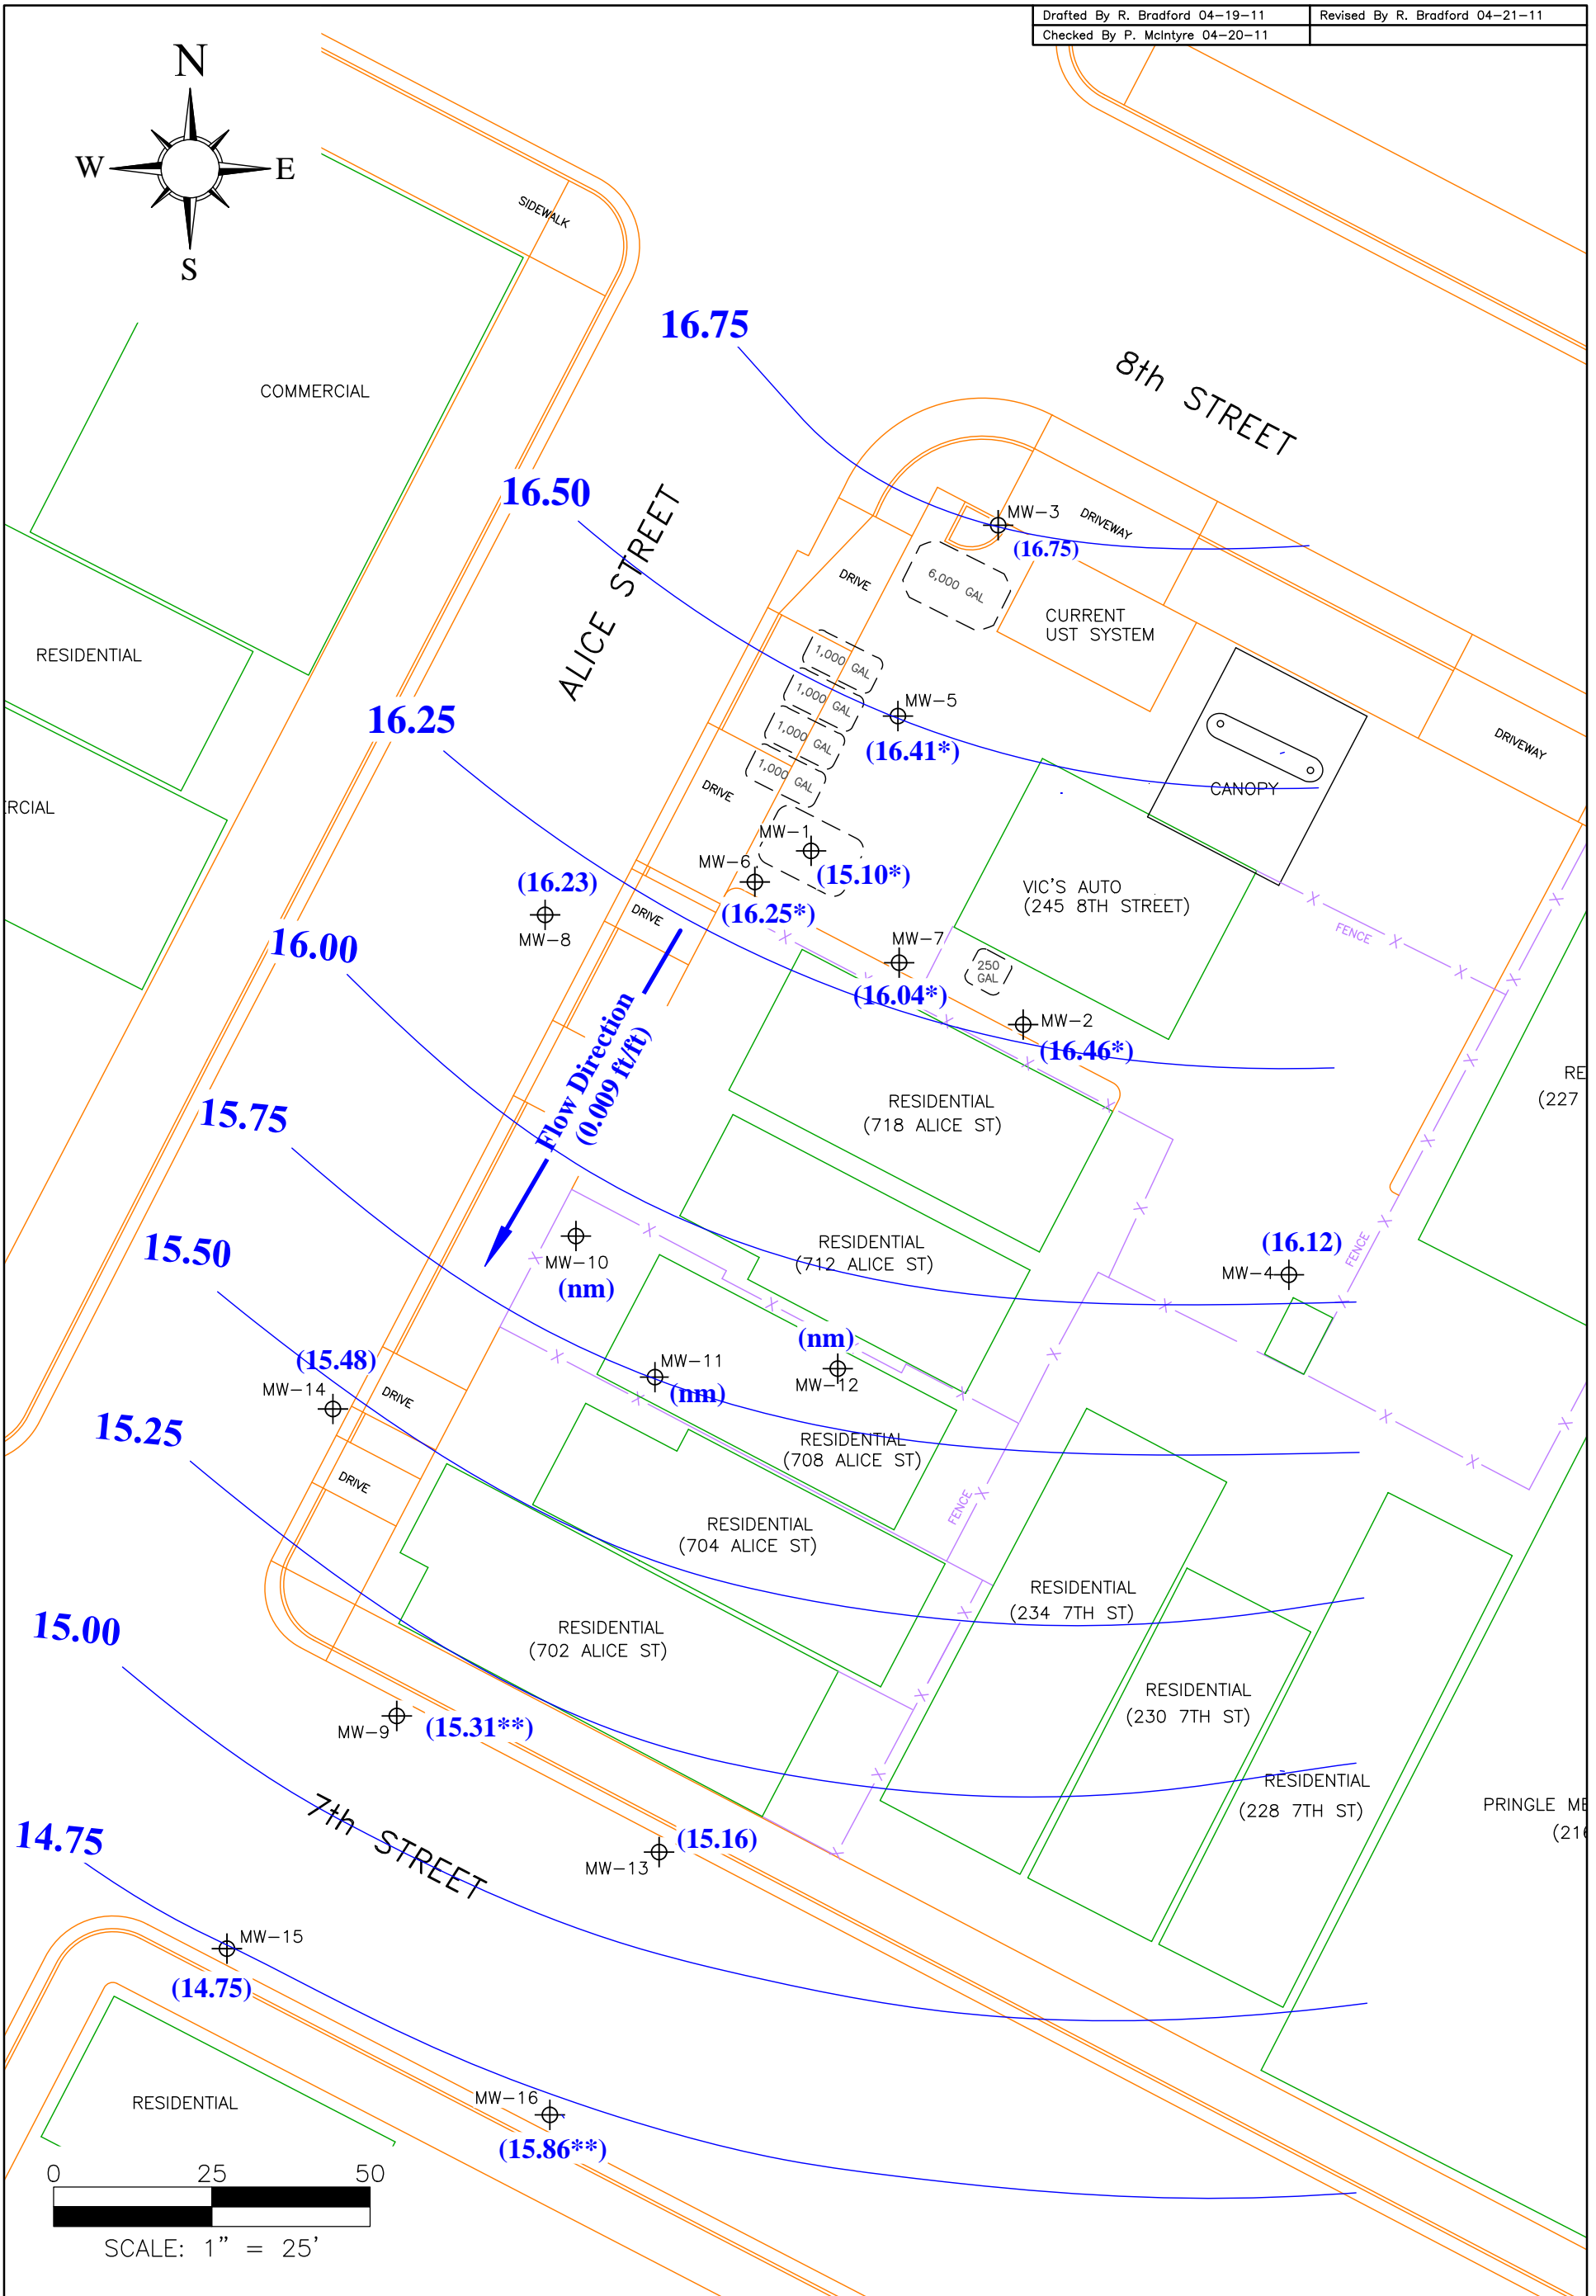 Drafted By R. Bradford 04-19-11
Revised By R. Bradford 04-21-11
Checked By P. McIntyre 04-20-11
N
W
E
S
SIDEWALK
16.75
8th STREET
COMMERCIAL
16.50
ALICE STREET
MW-3
(16.75)
DRIVEWAY
DRIVE
6,000 GAL
CURRENT
UST SYSTEM
RESIDENTIAL
1,000 GAL
1,000 GAL
1,000 GAL
1,000 GAL
16.25
MW-5
(16.41*)
DRIVEWAY
CANOPY
DRIVE
RCIAL
MW-1
(15.10*)
MW-6
(16.25*)
(16.23)
MW-8
DRIVE
VIC'S AUTO
(245 8TH STREET)
FENCE
16.00
MW-7
(16.04*)
250
GAL
MW-2
(16.46*)
Flow Direction
(0.009 ft/ft)
RE
(227
15.75
RESIDENTIAL
(718 ALICE ST)
15.50
MW-10
(nm)
RESIDENTIAL
(712 ALICE ST)
(16.12)
MW-4
FENCE
(15.48)
MW-14
DRIVE
MW-11
(nm)
(nm)
MW-12
15.25
RESIDENTIAL
(708 ALICE ST)
DRIVE
FENCE
RESIDENTIAL
(704 ALICE ST)
RESIDENTIAL
(234 7TH ST)
15.00
RESIDENTIAL
(702 ALICE ST)
RESIDENTIAL
(230 7TH ST)
MW-9
(15.31**)
RESIDENTIAL
(228 7TH ST)
PRINGLE ME
(216
7th STREET
14.75
(15.16)
MW-13
MW-15
(14.75)
MW-16
(15.86**)
RESIDENTIAL
0 25 50
SCALE: 1" = 25'